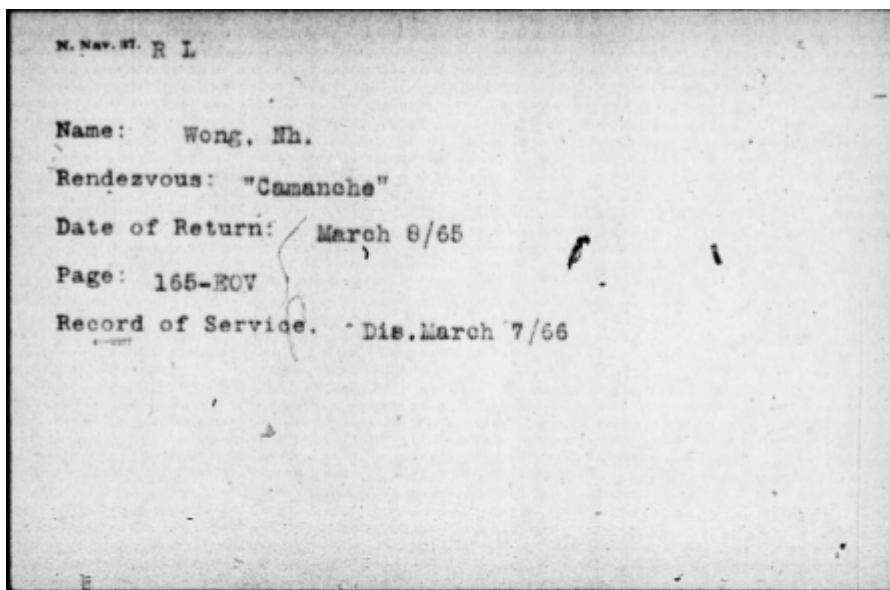 N. Nav. 27. R L
Name: Wong, Nh.
Rendezvous: "Camanche"
Date of Return: March 8/65
Page: 165-EOV
Record of Service. Dis.March 7/66